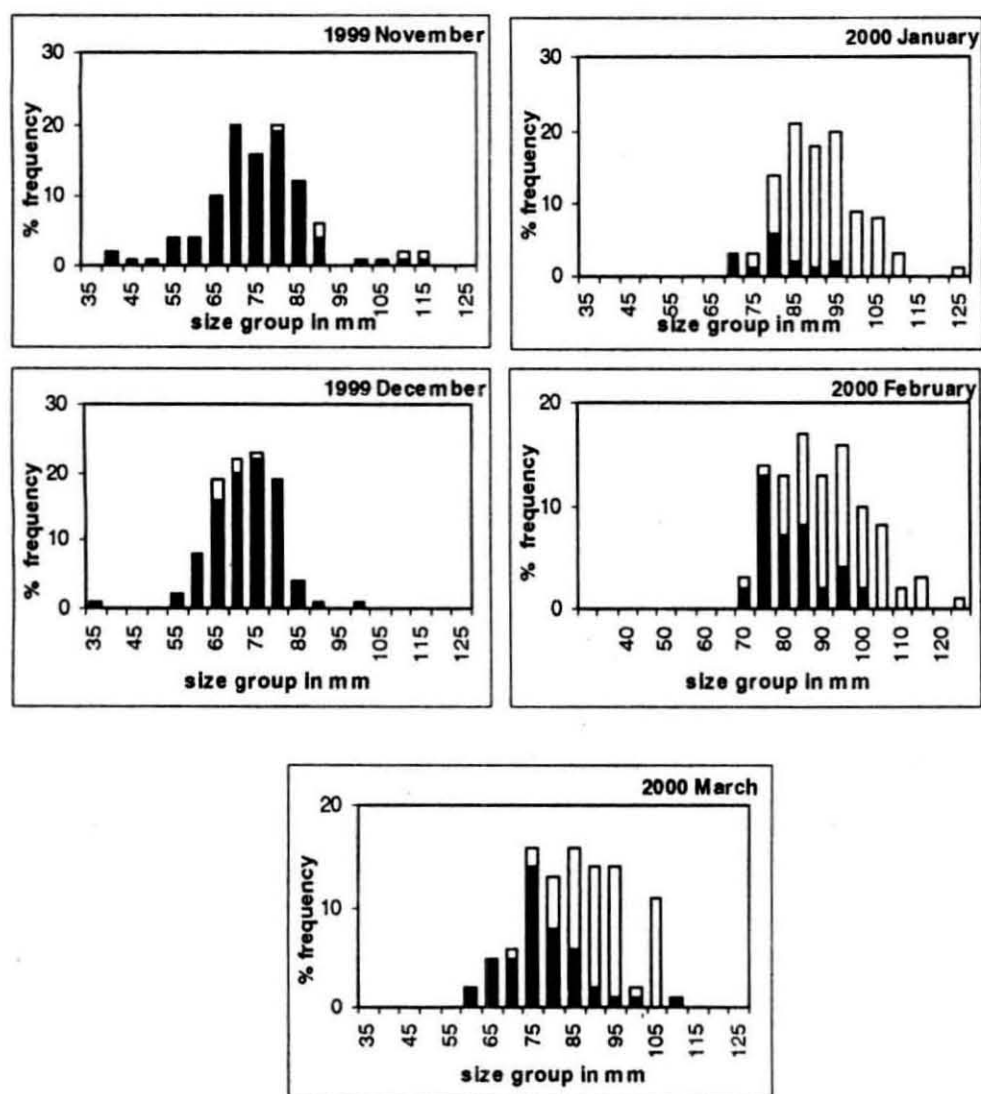 1999 November
30
20
10
0
% frequency
35 45 55 65 75 85 95 105 115 125
size group in mm
2000 January
30
20
10
0
% frequency
35 45 55 65 75 85 95 105 115 125
size group in mm
1999 December
30
20
10
0
% frequency
35 45 55 65 75 85 95 105 115 125
size group in mm
2000 February
20
10
0
% frequency
40 50 60 70 80 90 100 110 120
size group in mm
2000 March
20
10
0
% frequency
35 45 55 65 75 85 95 105 115 125
size group in mm